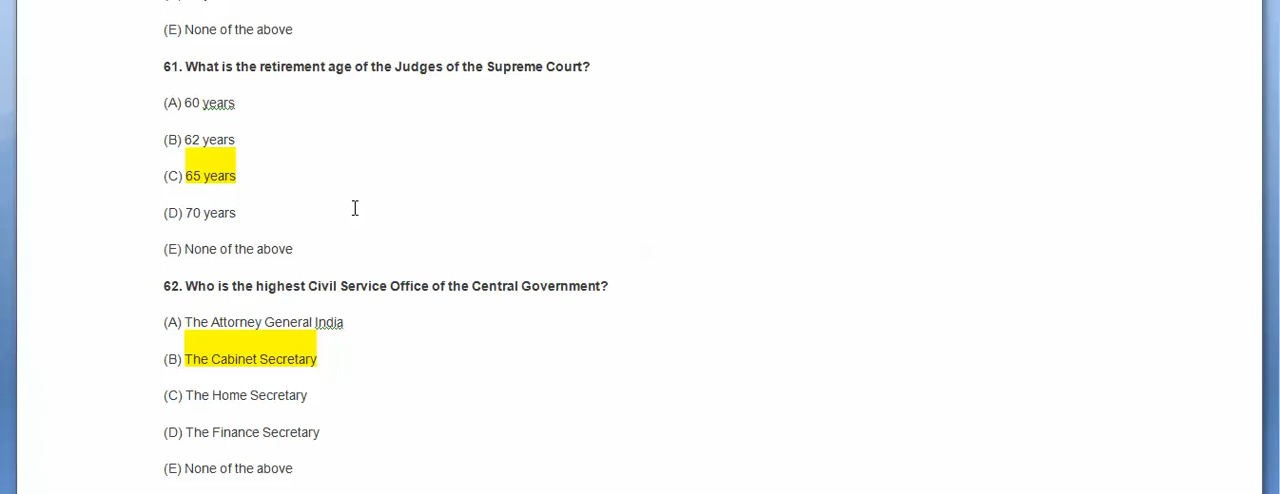 (E) None of the above
61. What is the retirement age of the Judges of the Supreme Court?
(A) 60 years
(B) 62 years
(C) 65 years
(D) 70 years
(E) None of the above
62. Who is the highest Civil Service Office of the Central Government?
(A) The Attorney General India
(B) The Cabinet Secretary
(C) The Home Secretary
(D) The Finance Secretary
(E) None of the above